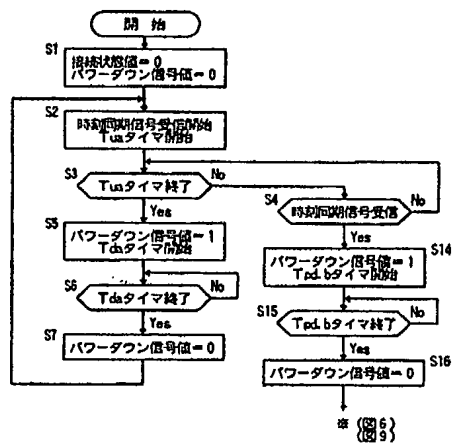 開始
S1
接続状態値=0
パワーダウン信号値=0
S2
時刻同期信号受信開始
Tuaタイマ開始
S3
Tuaタイマ終了
No
Yes
S4
時刻同期信号受信
No
Yes
S5
パワーダウン信号値=1
Tdaタイマ開始
S6
Tdaタイマ終了
No
Yes
S7
パワーダウン信号値=0
S14
パワーダウン信号値=1
Tpd.bタイマ開始
S15
Tpd.bタイマ終了
No
Yes
S16
パワーダウン信号値=0
※ (図6)
(図9)